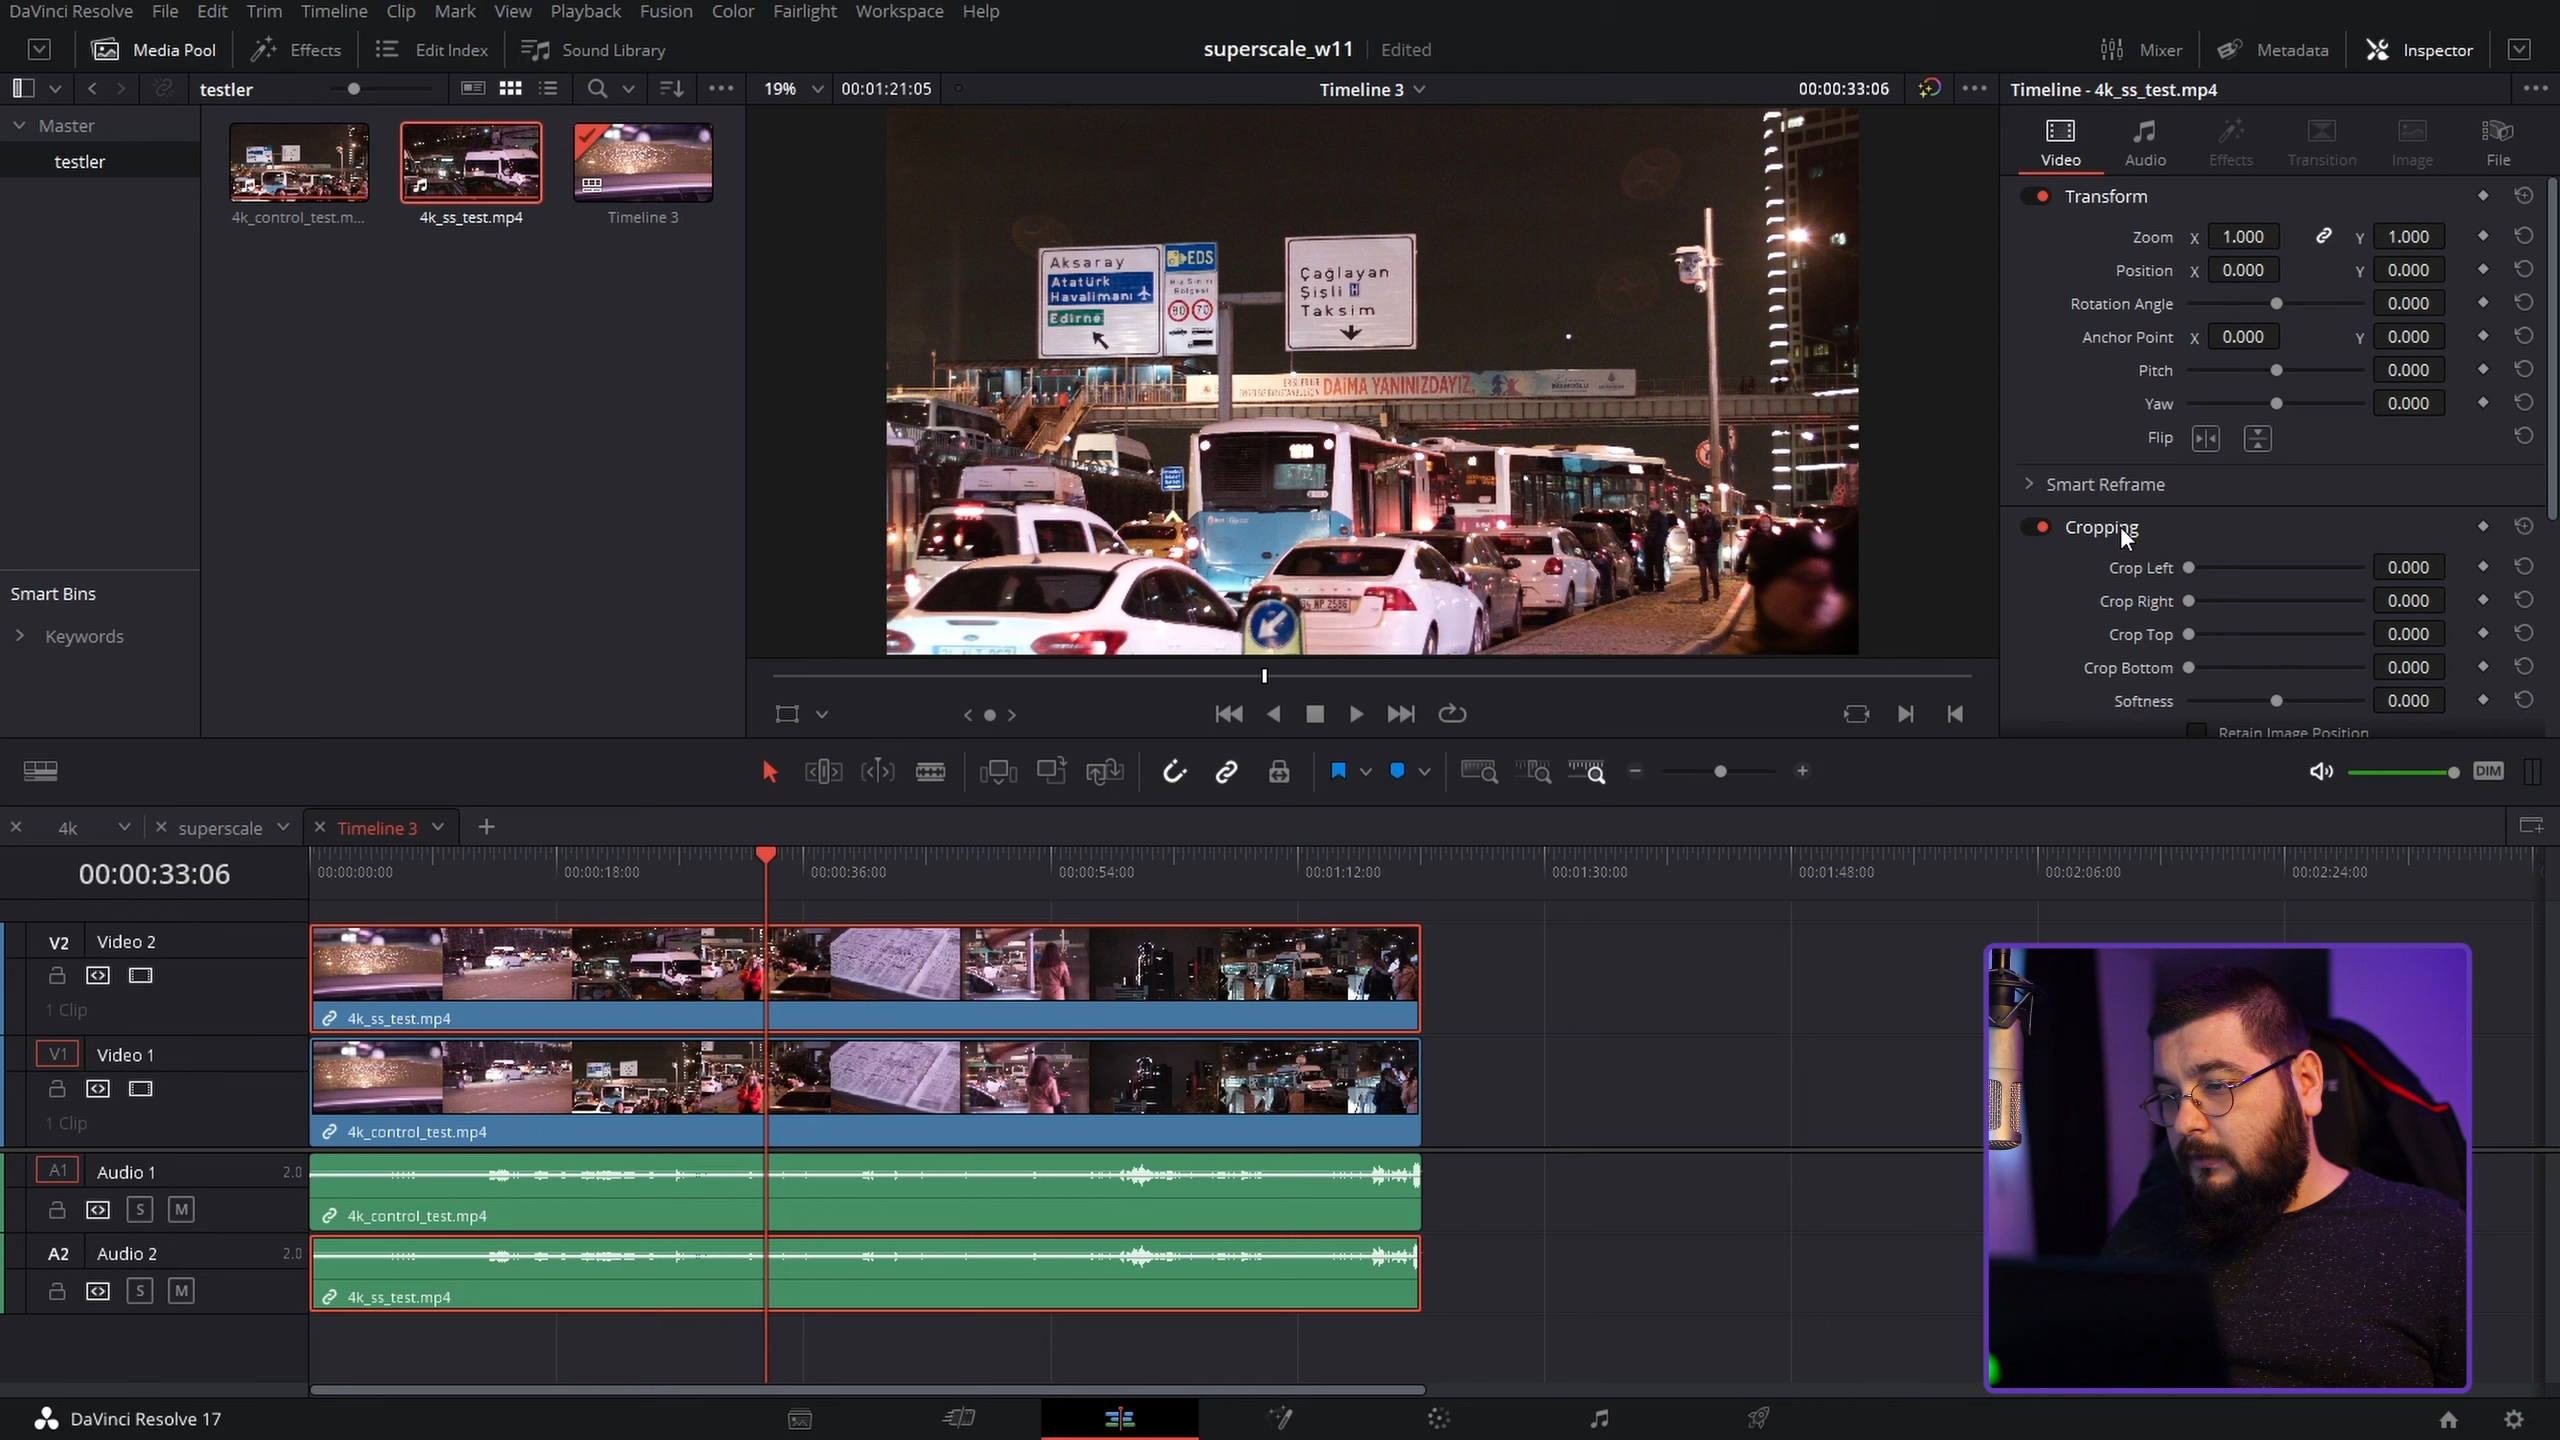 DaVinci Resolve File Edit Trim Timeline Clip Mark View Playback Fusion Color Fairlight Workspace Help
Media Pool Effects Edit Index Sound Library superscale_w11 Edited Mixer Metadata Inspector
testler 19% 00:01:21:05 Timeline 3 00:00:33:06 Timeline - 4k_ss_test.mp4
Master
testler
4k_control_test.m... 4k_ss_test.mp4 Timeline 3
Smart Bins
Keywords
Aksaray
Atatürk
Havalimanı
Edirne
EDS
Hız Sınırı
Bölgesi
80 70
Çağlayan
Şişli H
Taksim
DAİMA YANINIZDAYIZ
Video Audio Effects Transition Image File
Transform
Zoom X 1.000 Y 1.000
Position X 0.000 Y 0.000
Rotation Angle 0.000
Anchor Point X 0.000 Y 0.000
Pitch 0.000
Yaw 0.000
Flip
Smart Reframe
Cropping
Crop Left 0.000
Crop Right 0.000
Crop Top 0.000
Crop Bottom 0.000
Softness 0.000
Retain Image Position
DIM
4k superscale Timeline 3
00:00:33:06 00:00:00:00 00:00:18:00 00:00:36:00 00:00:54:00 00:01:12:00 00:01:30:00 00:01:48:00 00:02:06:00 00:02:24:00
V2 Video 2
1 Clip
4k_ss_test.mp4
V1 Video 1
1 Clip
4k_control_test.mp4
A1 Audio 1 2.0
S M
4k_control_test.mp4
A2 Audio 2 2.0
S M
4k_ss_test.mp4
DaVinci Resolve 17